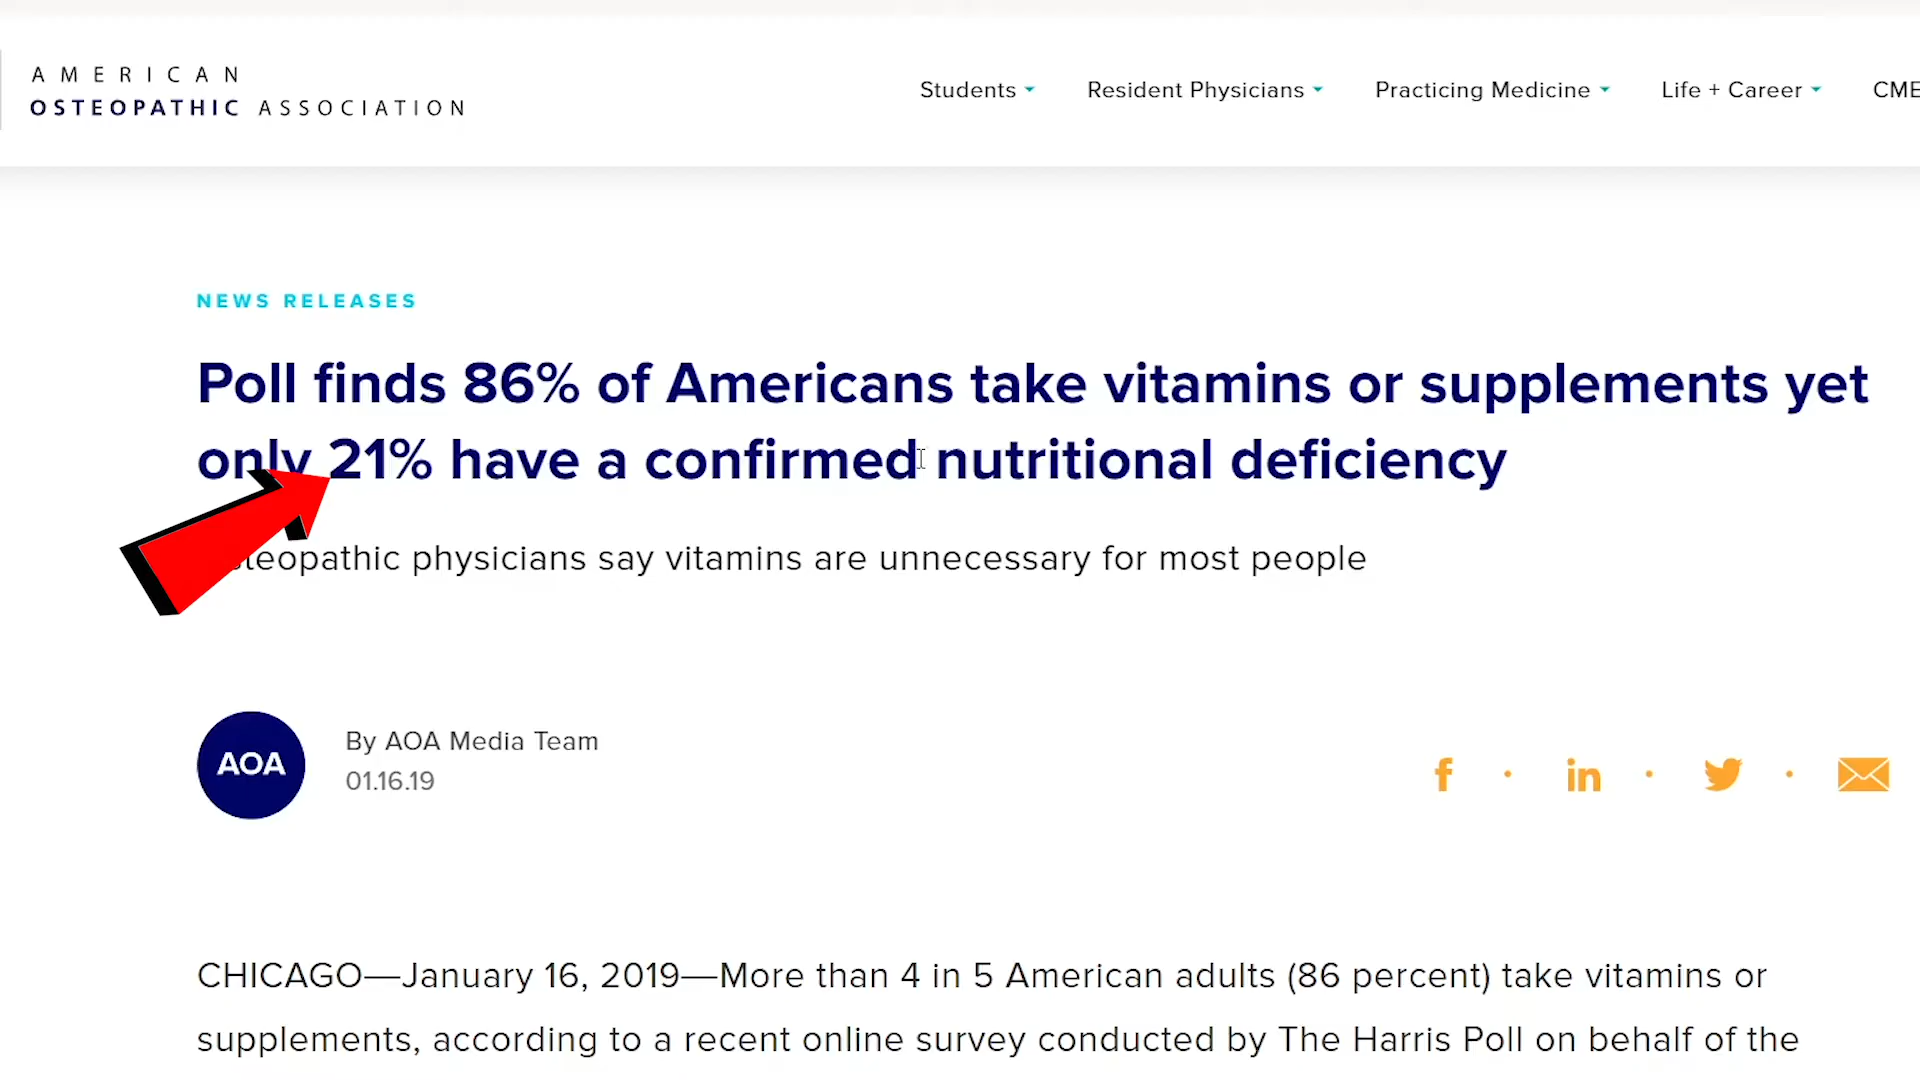 AMERICAN
OSTEOPATHIC ASSOCIATION
Students
Resident Physicians
Practicing Medicine
Life + Career
CME
NEWS RELEASES
Poll finds 86% of Americans take vitamins or supplements yet
only 21% have a confirmed nutritional deficiency
physicians say vitamins are unnecessary for most people
AOA
By AOA Media Team
01.16.19
CHICAGO—January 16, 2019—More than 4 in 5 American adults (86 percent) take vitamins or
supplements, according to a recent online survey conducted by The Harris Poll on behalf of the